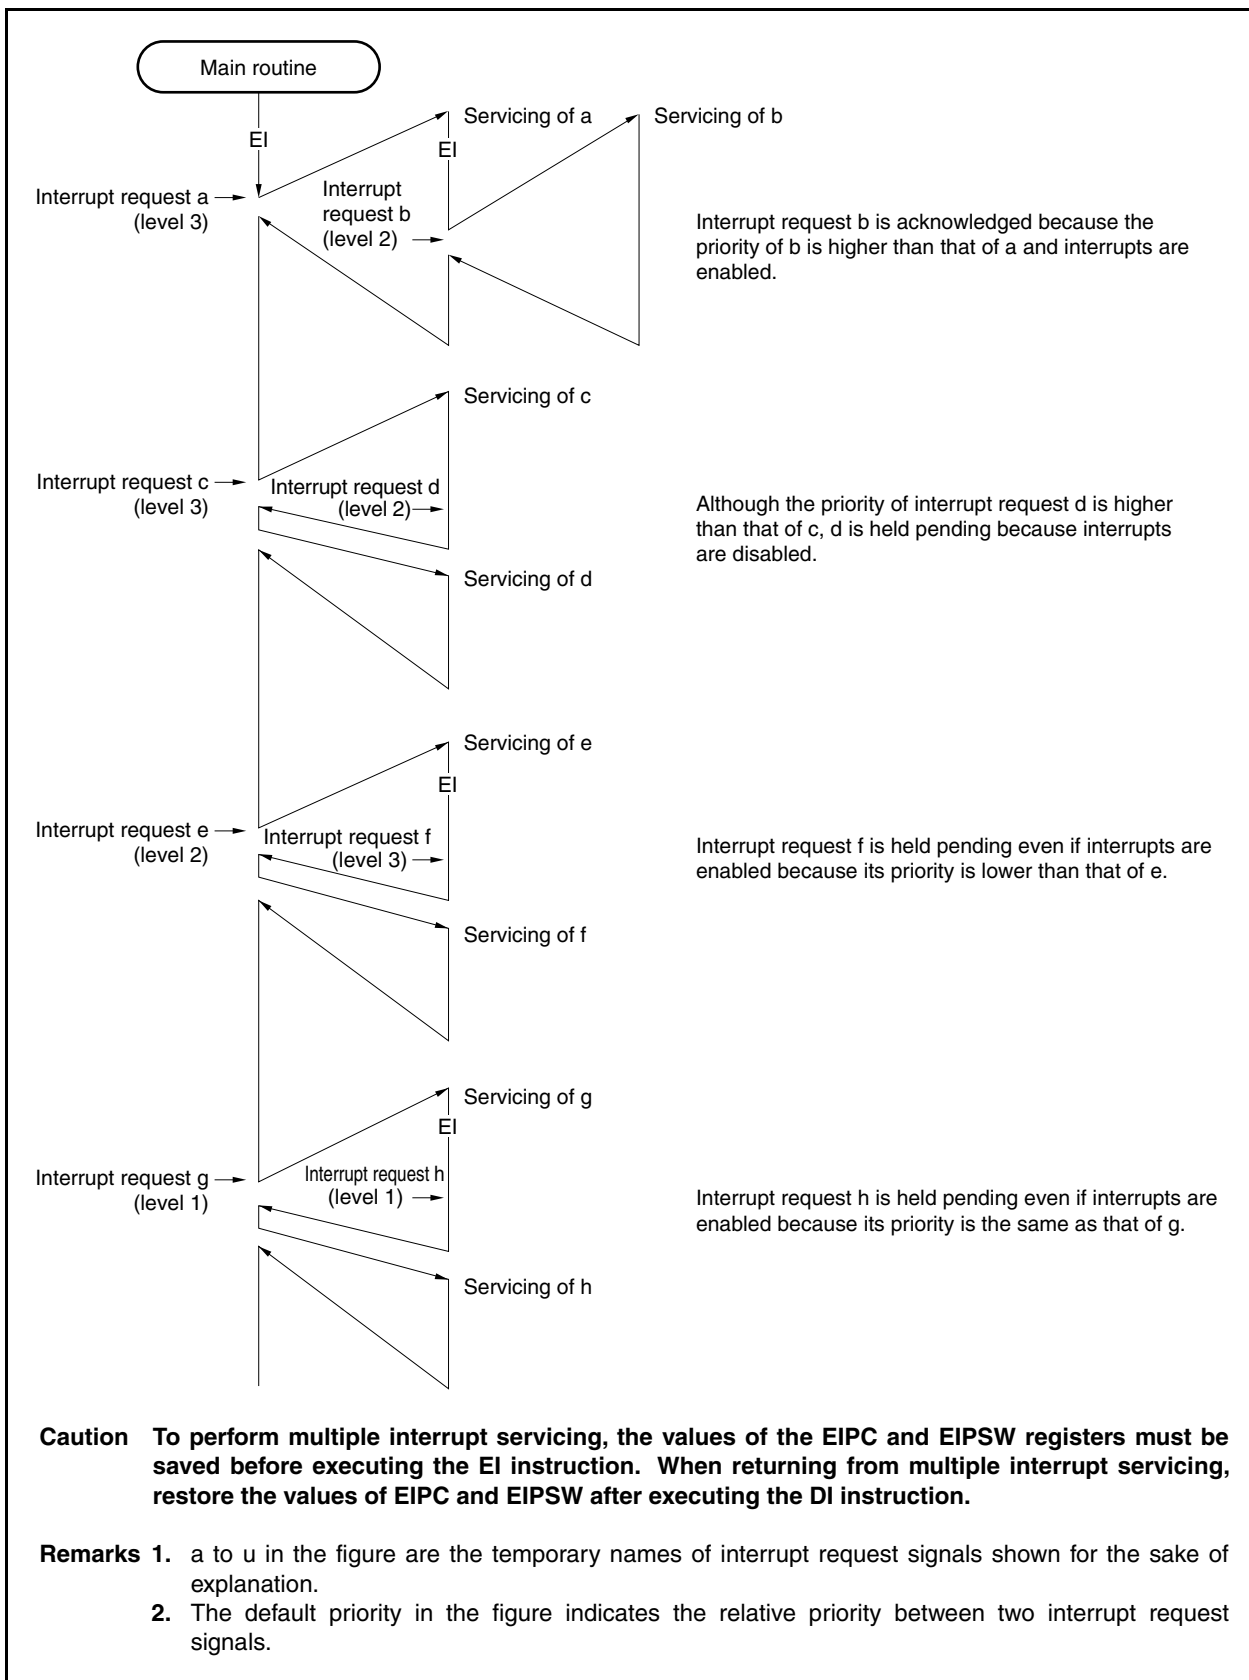 Main routine
EI
Servicing of a
Servicing of b
EI
Interrupt request a
(level 3)
Interrupt
request b
(level 2)
Interrupt request b is acknowledged because the
priority of b is higher than that of a and interrupts are
enabled.
Servicing of c
Interrupt request c
(level 3)
Interrupt request d
(level 2)
Although the priority of interrupt request d is higher
than that of c, d is held pending because interrupts
are disabled.
Servicing of d
Servicing of e
EI
Interrupt request e
(level 2)
Interrupt request f
(level 3)
Interrupt request f is held pending even if interrupts are
enabled because its priority is lower than that of e.
Servicing of f
Servicing of g
EI
Interrupt request g
(level 1)
Interrupt request h
(level 1)
Interrupt request h is held pending even if interrupts are
enabled because its priority is the same as that of g.
Servicing of h
Caution To perform multiple interrupt servicing, the values of the EIPC and EIPSW registers must be
saved before executing the EI instruction. When returning from multiple interrupt servicing,
restore the values of EIPC and EIPSW after executing the DI instruction.
Remarks 1. a to u in the figure are the temporary names of interrupt request signals shown for the sake of
explanation.
2. The default priority in the figure indicates the relative priority between two interrupt request
signals.